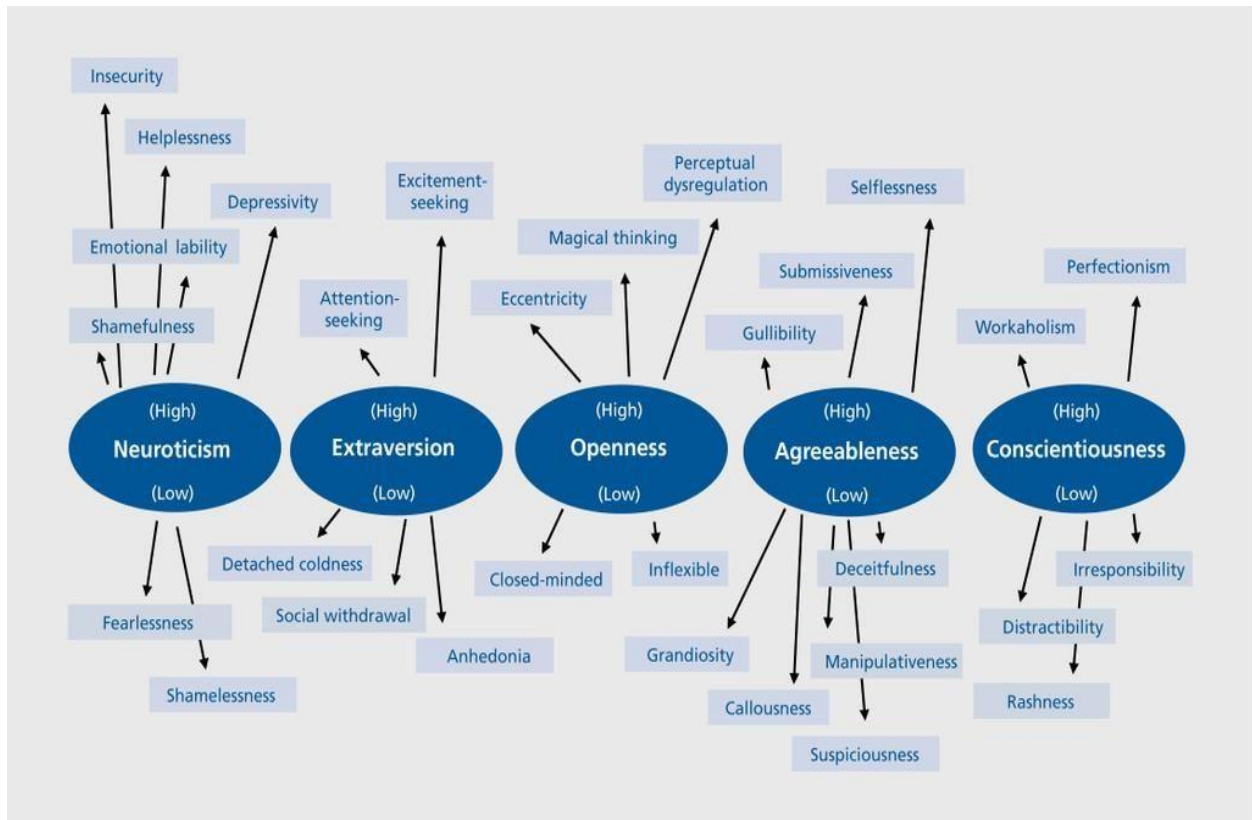 Insecurity
Helplessness
Depressivity
Emotional lability
Shamefulness
Excitement-
seeking
Attention-
seeking
Perceptual
dysregulation
Magical thinking
Eccentricity
Selflessness
Submissiveness
Gullibility
Perfectionism
Workaholism
(High)
Neuroticism
(Low)
(High)
Extraversion
(Low)
(High)
Openness
(Low)
(High)
Agreeableness
(Low)
(High)
Conscientiousness
(Low)
Fearlessness
Shamelessness
Detached coldness
Social withdrawal
Anhedonia
Closed-minded
Inflexible
Deceitfulness
Grandiosity
Manipulativeness
Callousness
Suspiciousness
Irresponsibility
Distractibility
Rashness